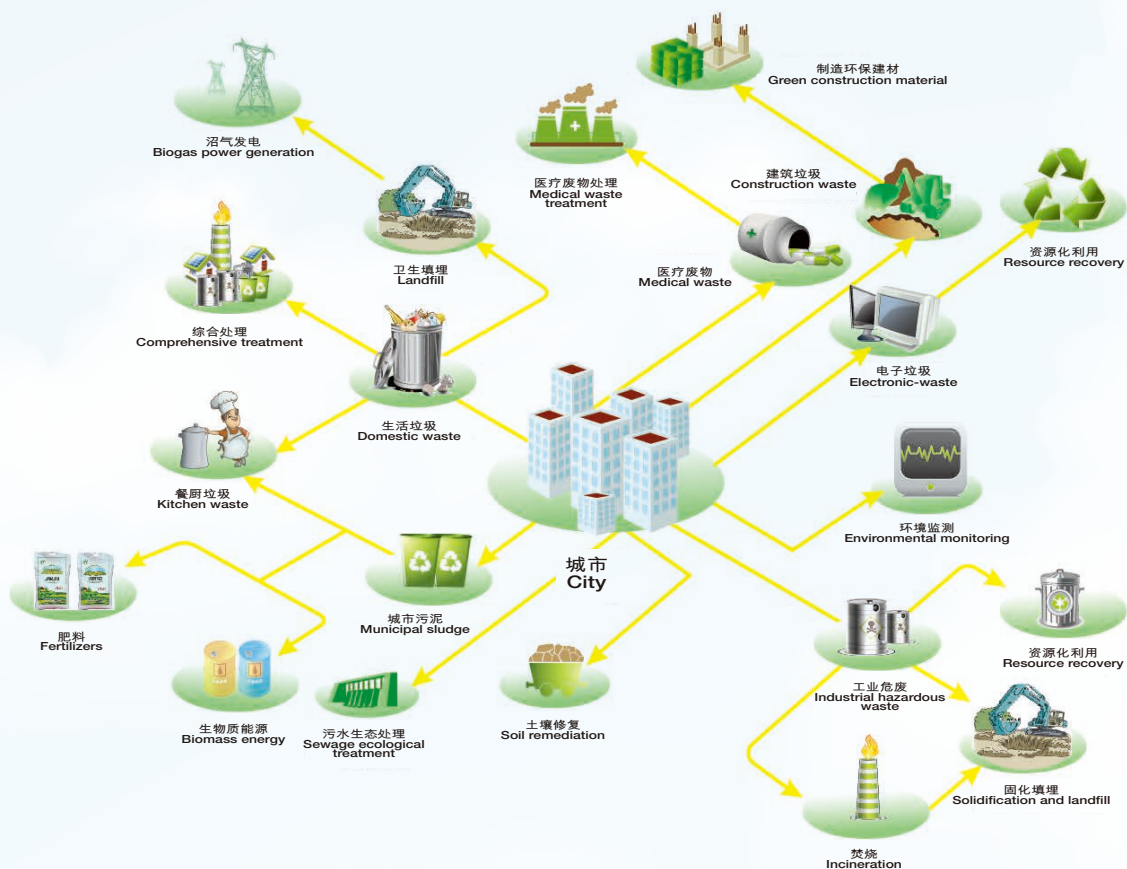 制造环保建材
Green construction material
沼气发电
Biogas power generation
医疗废物处理
Medical waste
treatment
建筑垃圾
Construction waste
资源化利用
Resource recovery
卫生填埋
Landfill
医疗废物
Medical waste
综合处理
Comprehensive treatment
电子垃圾
Electronic-waste
生活垃圾
Domestic waste
餐厨垃圾
Kitchen waste
环境监测
Environmental monitoring
城市
City
城市污泥
Municipal sludge
肥料
Fertilizers
资源化利用
Resource recovery
工业危废
Industrial hazardous
waste
生物质能源
Biomass energy
污水生态处理
Sewage ecological
treatment
土壤修复
Soil remediation
固化填埋
Solidification and landfill
焚烧
Incineration